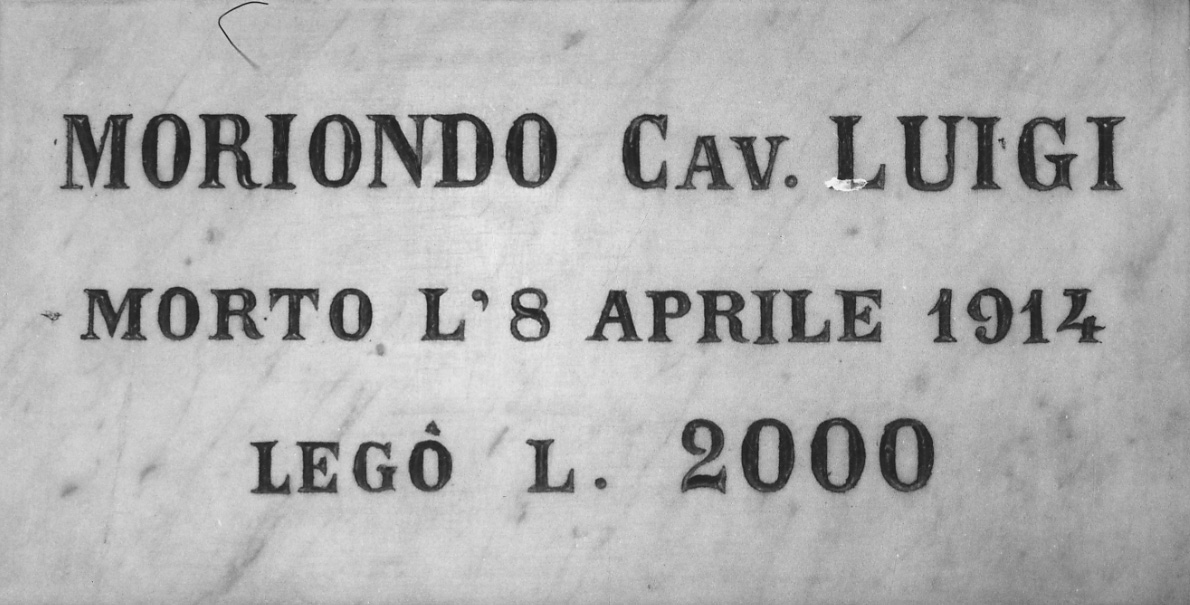 MORIONDO CAV. LUIGI
MORTO L'8 APRILE 1914
LEGÒ L. 2000